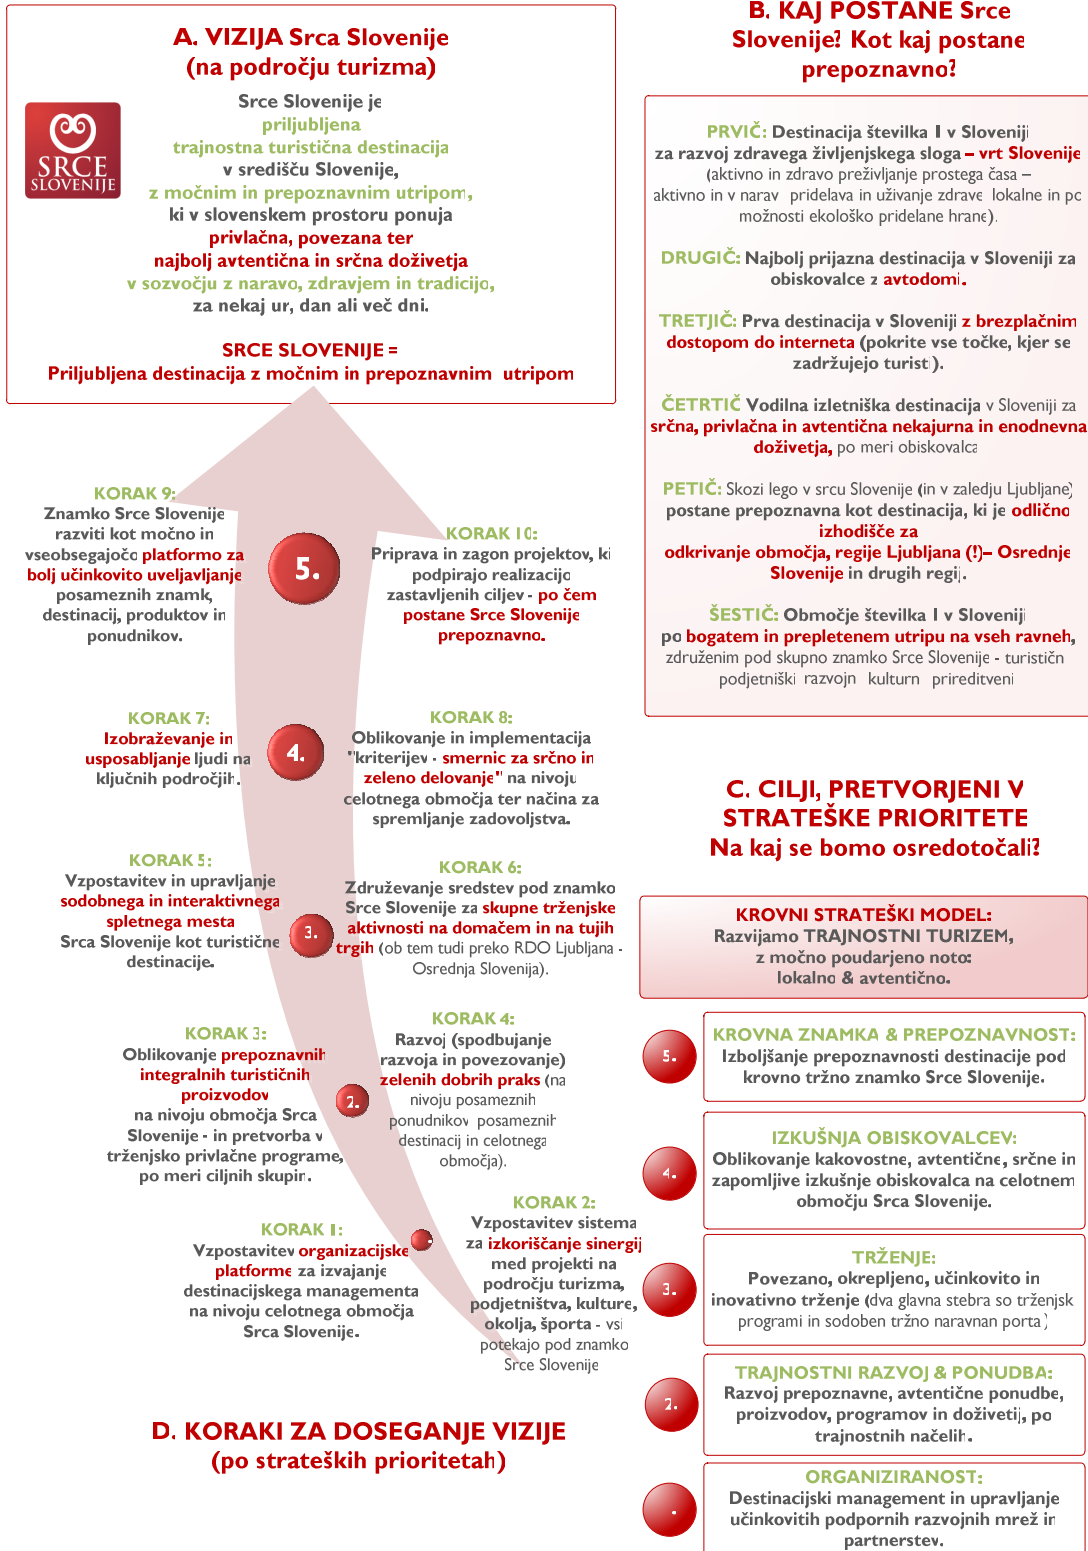 A. VIZIJA Srca Slovenije
(na področju turizma)
SRCE
SLOVENIJE
Srce Slovenije je
priljubljena
trajnostna turistična destinacija
v središču Slovenije,
z močnim in prepoznavnim utripom,
ki v slovenskem prostoru ponuja
privlačna, povezana ter
najbolj avtentična in srčna doživetja
v sozvočju z naravo, zdravjem in tradicijo,
za nekaj ur, dan ali več dni.
SRCE SLOVENIJE =
Priljubljena destinacija z močnim in prepoznavnim utripom
B. KAJ POSTANE Srce
Slovenije? Kot kaj postane
prepoznavno?
PRVIČ: Destinacija številka 1 v Sloveniji
za razvoj zdravega življenjskega sloga – vrt Slovenije
(aktivno in zdravo preživljanje prostega časa –
aktivno in v narav pridelava in uživanje zdrave lokalne in po
možnosti ekološko pridelane hrane).
DRUGIČ: Najbolj prijazna destinacija v Sloveniji za
obiskovalce z avtodomi.
TRETJIČ: Prva destinacija v Sloveniji z brezplačnim
dostopom do interneta (pokrite vse točke, kjer se
zadržujejo turisti).
ČETRTIČ Vodilna izletniška destinacija v Sloveniji za
srčna, privlačna in avtentična nekajurna in enodnevna
doživetja, po meri obiskovalca
PETIČ: Skozi lego v srcu Slovenije (in v zaledju Ljubljane)
postane prepoznavna kot destinacija, ki je odlično
izhodišče za
odkrivanje območja, regije Ljubljana (!)– Osrednje
Slovenije in drugih regij.
ŠESTIČ: Območje številka 1 v Sloveniji
po bogatem in prepletenem utripu na vseh ravneh,
združenim pod skupno znamko Srce Slovenije - turističn
podjetniški razvojn kulturn prireditveni
KORAK 9:
Znamko Srce Slovenije
razviti kot močno in
vseobsegajočo platformo za
bolj učinkovito uveljavljanje
posameznih znamk,
destinacij, produktov in
ponudnikov.
5.
KORAK 10:
Priprava in zagon projektov, ki
podpirajo realizacijo
zastavljenih ciljev - po čem
postane Srce Slovenije
prepoznavno.
KORAK 7:
Izobraževanje in
usposabljanje ljudi na
ključnih področjih.
4.
KORAK 8:
Oblikovanje in implementacija
"kriterijev - smernic za srčno in
zeleno delovanje" na nivoju
celotnega območja ter načina za
spremljanje zadovoljstva.
KORAK 5:
Vzpostavitev in upravljanje
sodobnega in interaktivnega
spletnega mesta
Srca Slovenije kot turistične
destinacije.
3.
KORAK 6:
Združevanje sredstev pod znamko
Srce Slovenije za skupne trženjske
aktivnosti na domačem in na tujih
trgih (ob tem tudi preko RDO Ljubljana -
Osrednja Slovenija).
KORAK 3:
Oblikovanje prepoznavnih
integralnih turističnih
proizvodov
na nivoju območja Srca
Slovenije - in pretvorba v
trženjsko privlačne programe,
po meri ciljnih skupin.
2.
KORAK 4:
Razvoj (spodbujanje
razvoja in povezovanje)
zelenih dobrih praks (na
nivoju posameznih
ponudnikov posameznih
destinacij in celotnega
območja).
KORAK 1:
Vzpostavitev organizacijske
platforme za izvajanje
destinacijskega managementa
na nivoju celotnega območja
Srca Slovenije.
.
KORAK 2:
Vzpostavitev sistema
za izkoriščanje sinergij
med projekti na
področju turizma,
podjetništva, kulture,
okolja, športa - vsi
potekajo pod znamko
Srce Slovenije
D. KORAKI ZA DOSEGANJE VIZIJE
(po strateških prioritetah)
C. CILJI, PRETVORJENI V
STRATEŠKE PRIORITETE
Na kaj se bomo osredotočali?
KROVNI STRATEŠKI MODEL:
Razvijamo TRAJNOSTNI TURIZEM,
z močno poudarjeno noto:
lokalno & avtentično.
5.
KROVNA ZNAMKA & PREPOZNAVNOST:
Izboljšanje prepoznavnosti destinacije pod
krovno tržno znamko Srce Slovenije.
4.
IZKUŠNJA OBISKOVALCEV:
Oblikovanje kakovostne, avtentične, srčne in
zapomljive izkušnje obiskovalca na celotnem
območju Srca Slovenije.
3.
TRŽENJE:
Povezano, okrepljeno, učinkovito in
inovativno trženje (dva glavna stebra so trženjsk
programi in sodoben tržno naravnan porta )
2.
TRAJNOSTNI RAZVOJ & PONUDBA:
Razvoj prepoznavne, avtentične ponudbe,
proizvodov, programov in doživetij, po
trajnostnih načelih.
.
ORGANIZIRANOST:
Destinacijski management in upravljanje
učinkovitih podpornih razvojnih mrež in
partnerstev.